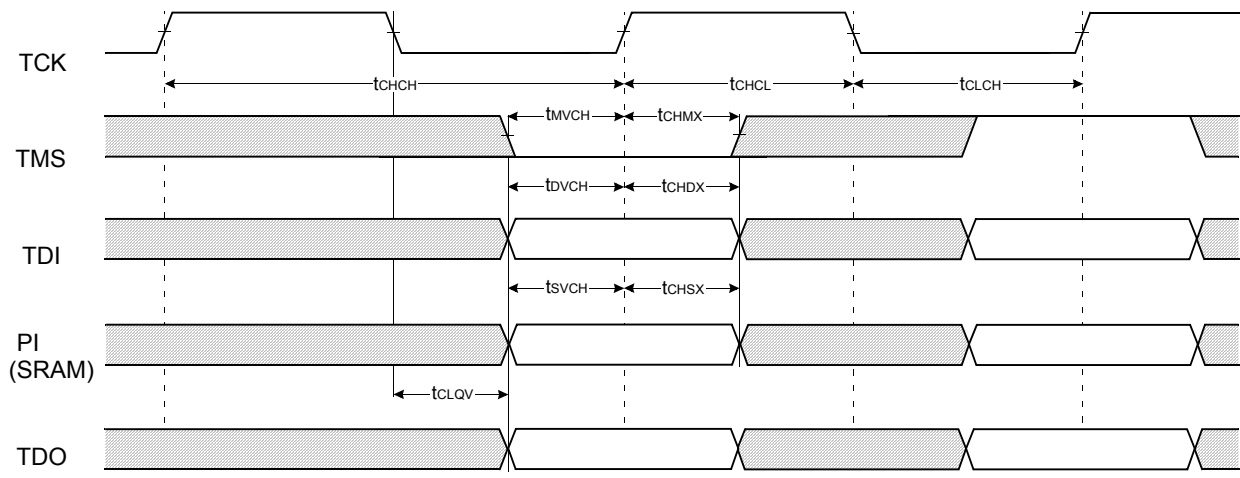 TCK
tCHCH
tCHCL
tCLCH
tMVCH
tCHMX
TMS
tDVCH
tCHDX
TDI
tSVCH
tCHSX
PI
(SRAM)
tCLQV
TDO